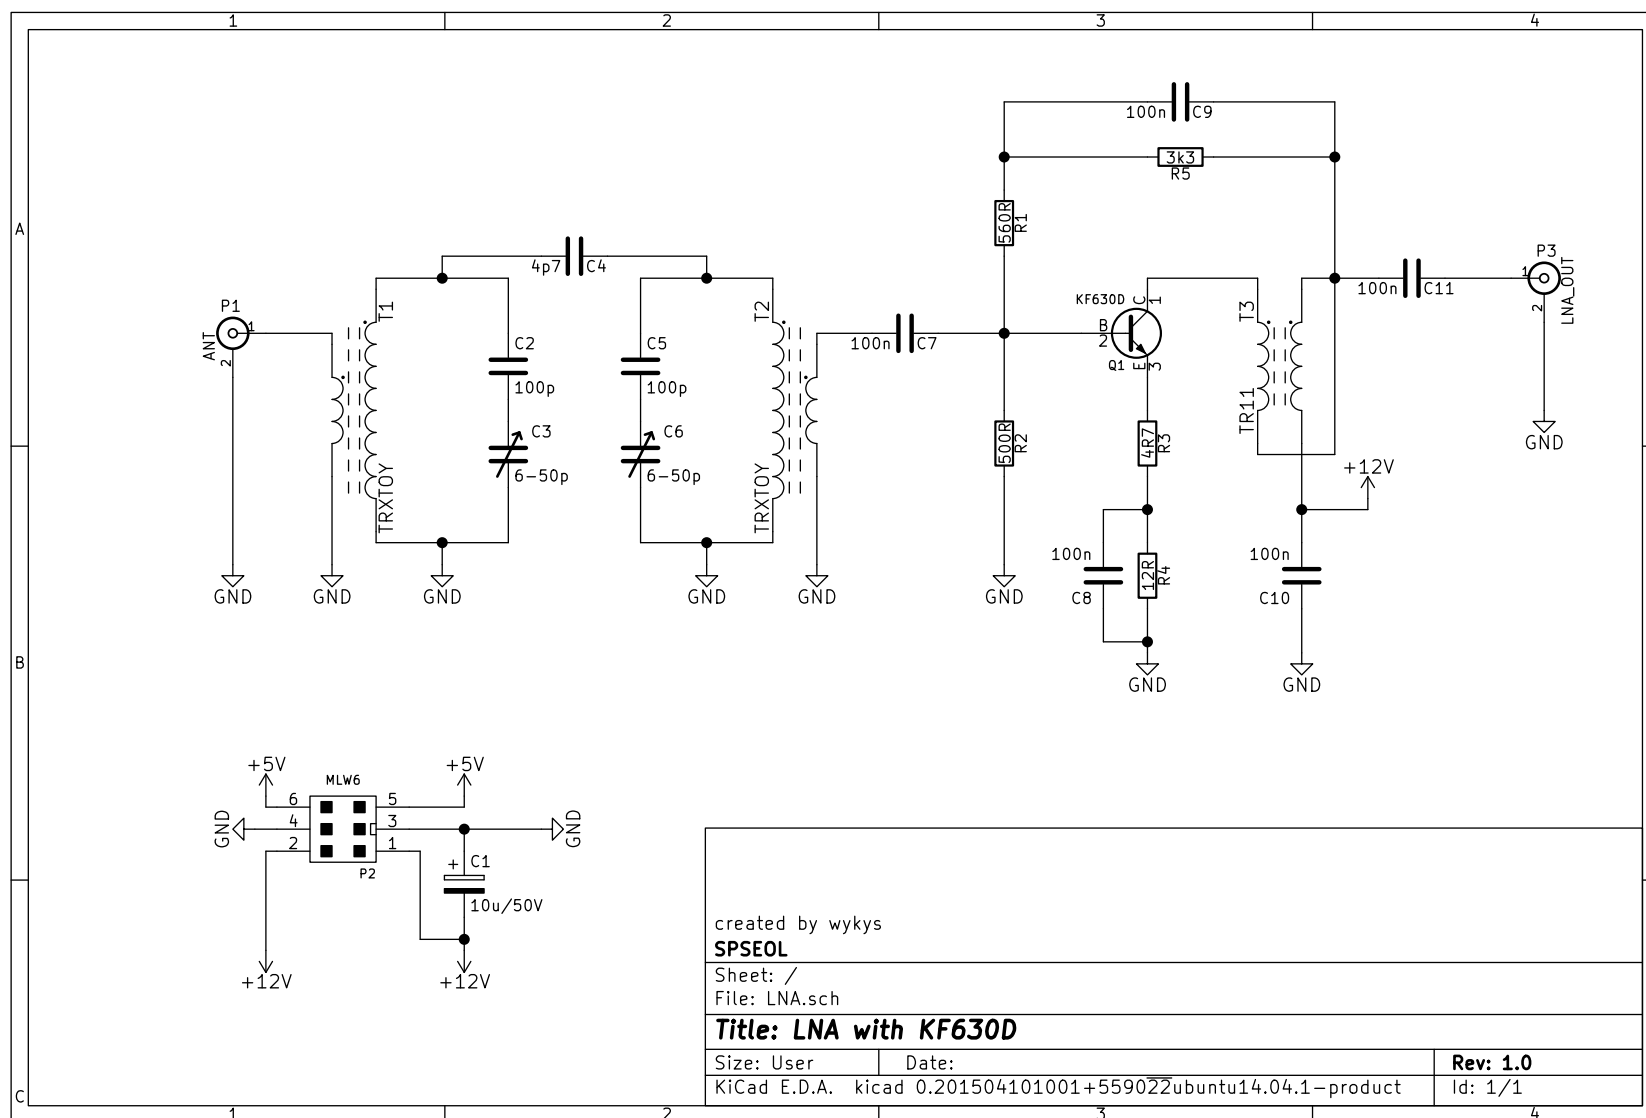 1 2 3 4
A
B
C
100n C9
3k3
R5
560R
R1
4p7 C4
P1
1
ANT
2
T1
TRXTOY
C2
100p
C3
6-50p
C5
100p
C6
6-50p
T2
TRXTOY
100n C7
KF630D
C
1
B
2
Q1
E
3
T3
TR11
100n C11
P3
1
2
LNA_OUT
GND
500R
R2
4R7
R3
+12V
100n
C8
12R
R4
100n
C10
GND
GND
GND
GND
GND
GND
GND
GND
+5V
MLW6
+5V
6
5
GND
4
3
GND
2
1
P2
+
C1
10u/50V
+12V
+12V
created by wykys
SPSEOL
Sheet: /
File: LNA.sch
Title: LNA with KF630D
Size: User
Date:
Rev: 1.0
KiCad E.D.A. kicad 0.201504101001+559022ubuntu14.04.1-product
Id: 1/1
1 2 3 4